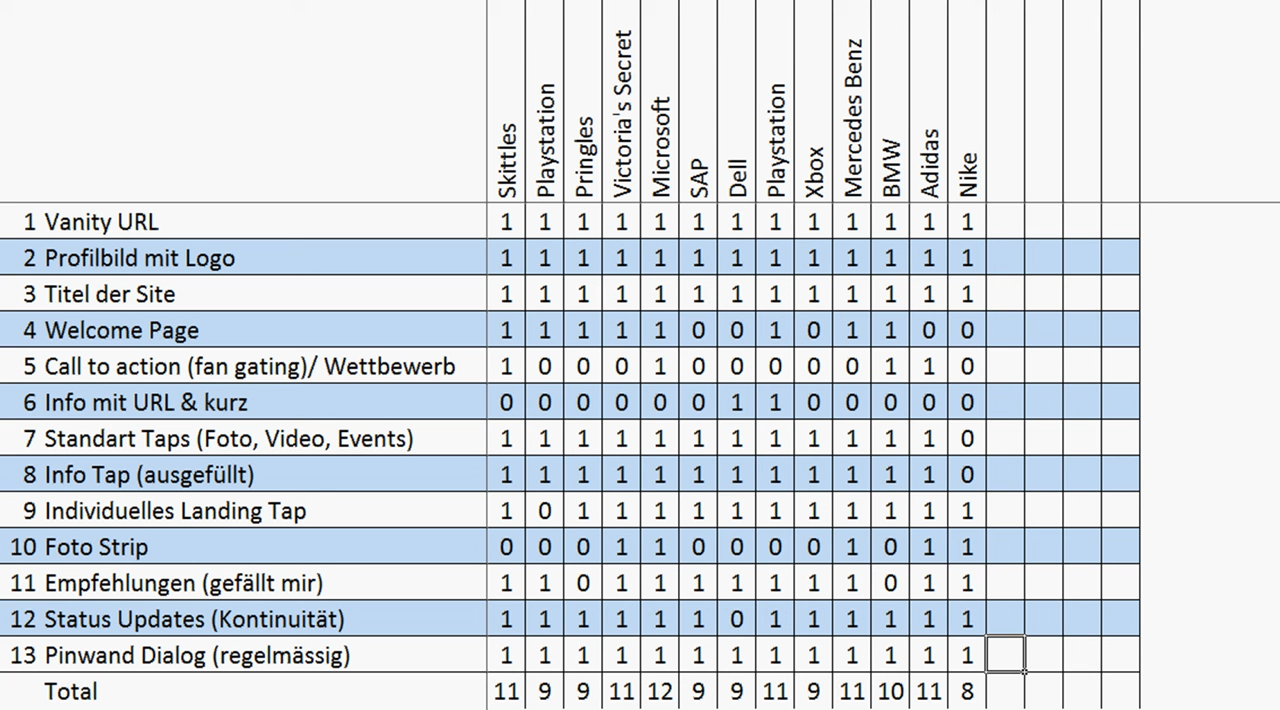 Skittles Playstation Pringles Victoria's Secret Microsoft SAP Dell Playstation Xbox Mercedes Benz BMW Adidas Nike
1 Vanity URL 1 1 1 1 1 1 1 1 1 1 1 1 1
2 Profilbild mit Logo 1 1 1 1 1 1 1 1 1 1 1 1 1
3 Titel der Site 1 1 1 1 1 1 1 1 1 1 1 1 1
4 Welcome Page 1 1 1 1 1 0 0 1 0 1 1 0 0
5 Call to action (fan gating)/ Wettbewerb 1 0 0 0 1 0 0 0 0 0 1 1 0
6 Info mit URL & kurz 0 0 0 0 0 0 1 1 0 0 0 0 0
7 Standart Taps (Foto, Video, Events) 1 1 1 1 1 1 1 1 1 1 1 1 0
8 Info Tap (ausgefüllt) 1 1 1 1 1 1 1 1 1 1 1 1 0
9 Individuelles Landing Tap 1 0 1 1 1 1 1 1 1 1 1 1 1
10 Foto Strip 0 0 0 1 1 0 0 0 0 1 0 1 1
11 Empfehlungen (gefällt mir) 1 1 0 1 1 1 1 1 1 1 0 1 1
12 Status Updates (Kontinuität) 1 1 1 1 1 1 0 1 1 1 1 1 1
13 Pinwand Dialog (regelmässig) 1 1 1 1 1 1 1 1 1 1 1 1 1
Total 11 9 9 11 12 9 9 11 9 11 10 11 8